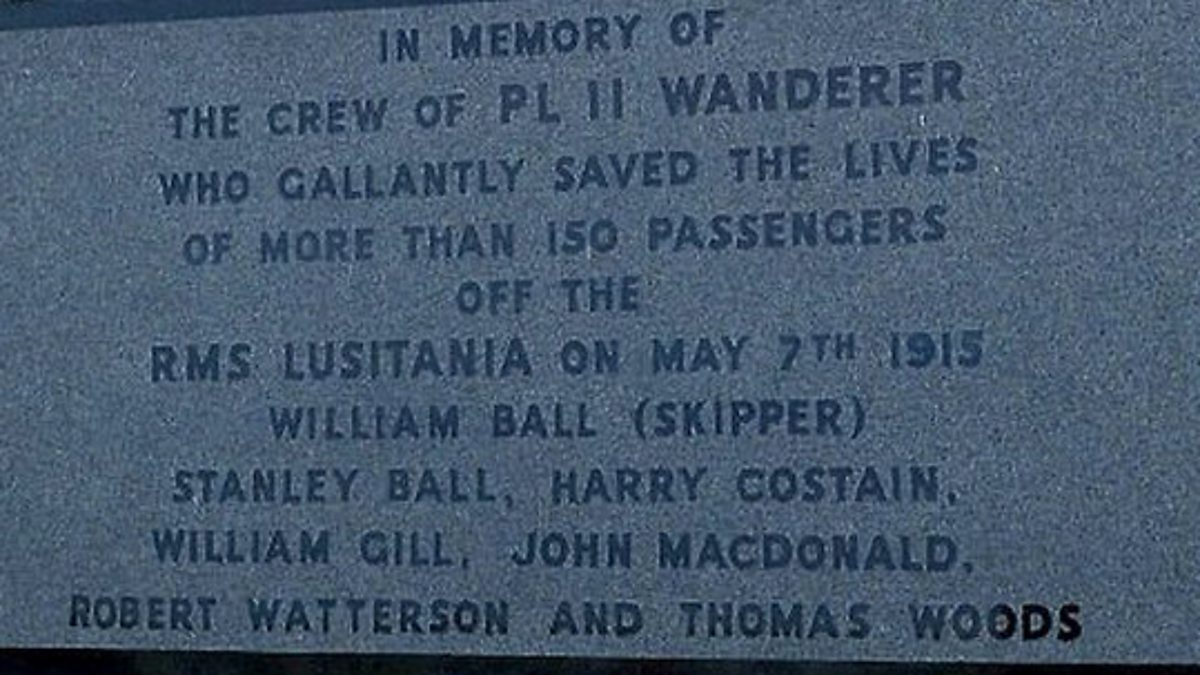 IN MEMORY OF
THE CREW OF PL 11 WANDERER
WHO GALLANTLY SAVED THE LIVES
OF MORE THAN 150 PASSENGERS
OFF THE
RMS LUSITANIA ON MAY 7TH 1915
WILLIAM BALL (SKIPPER)
STANLEY BALL, HARRY COSTAIN,
WILLIAM GILL, JOHN MACDONALD,
ROBERT WATTERSON AND THOMAS WOODS